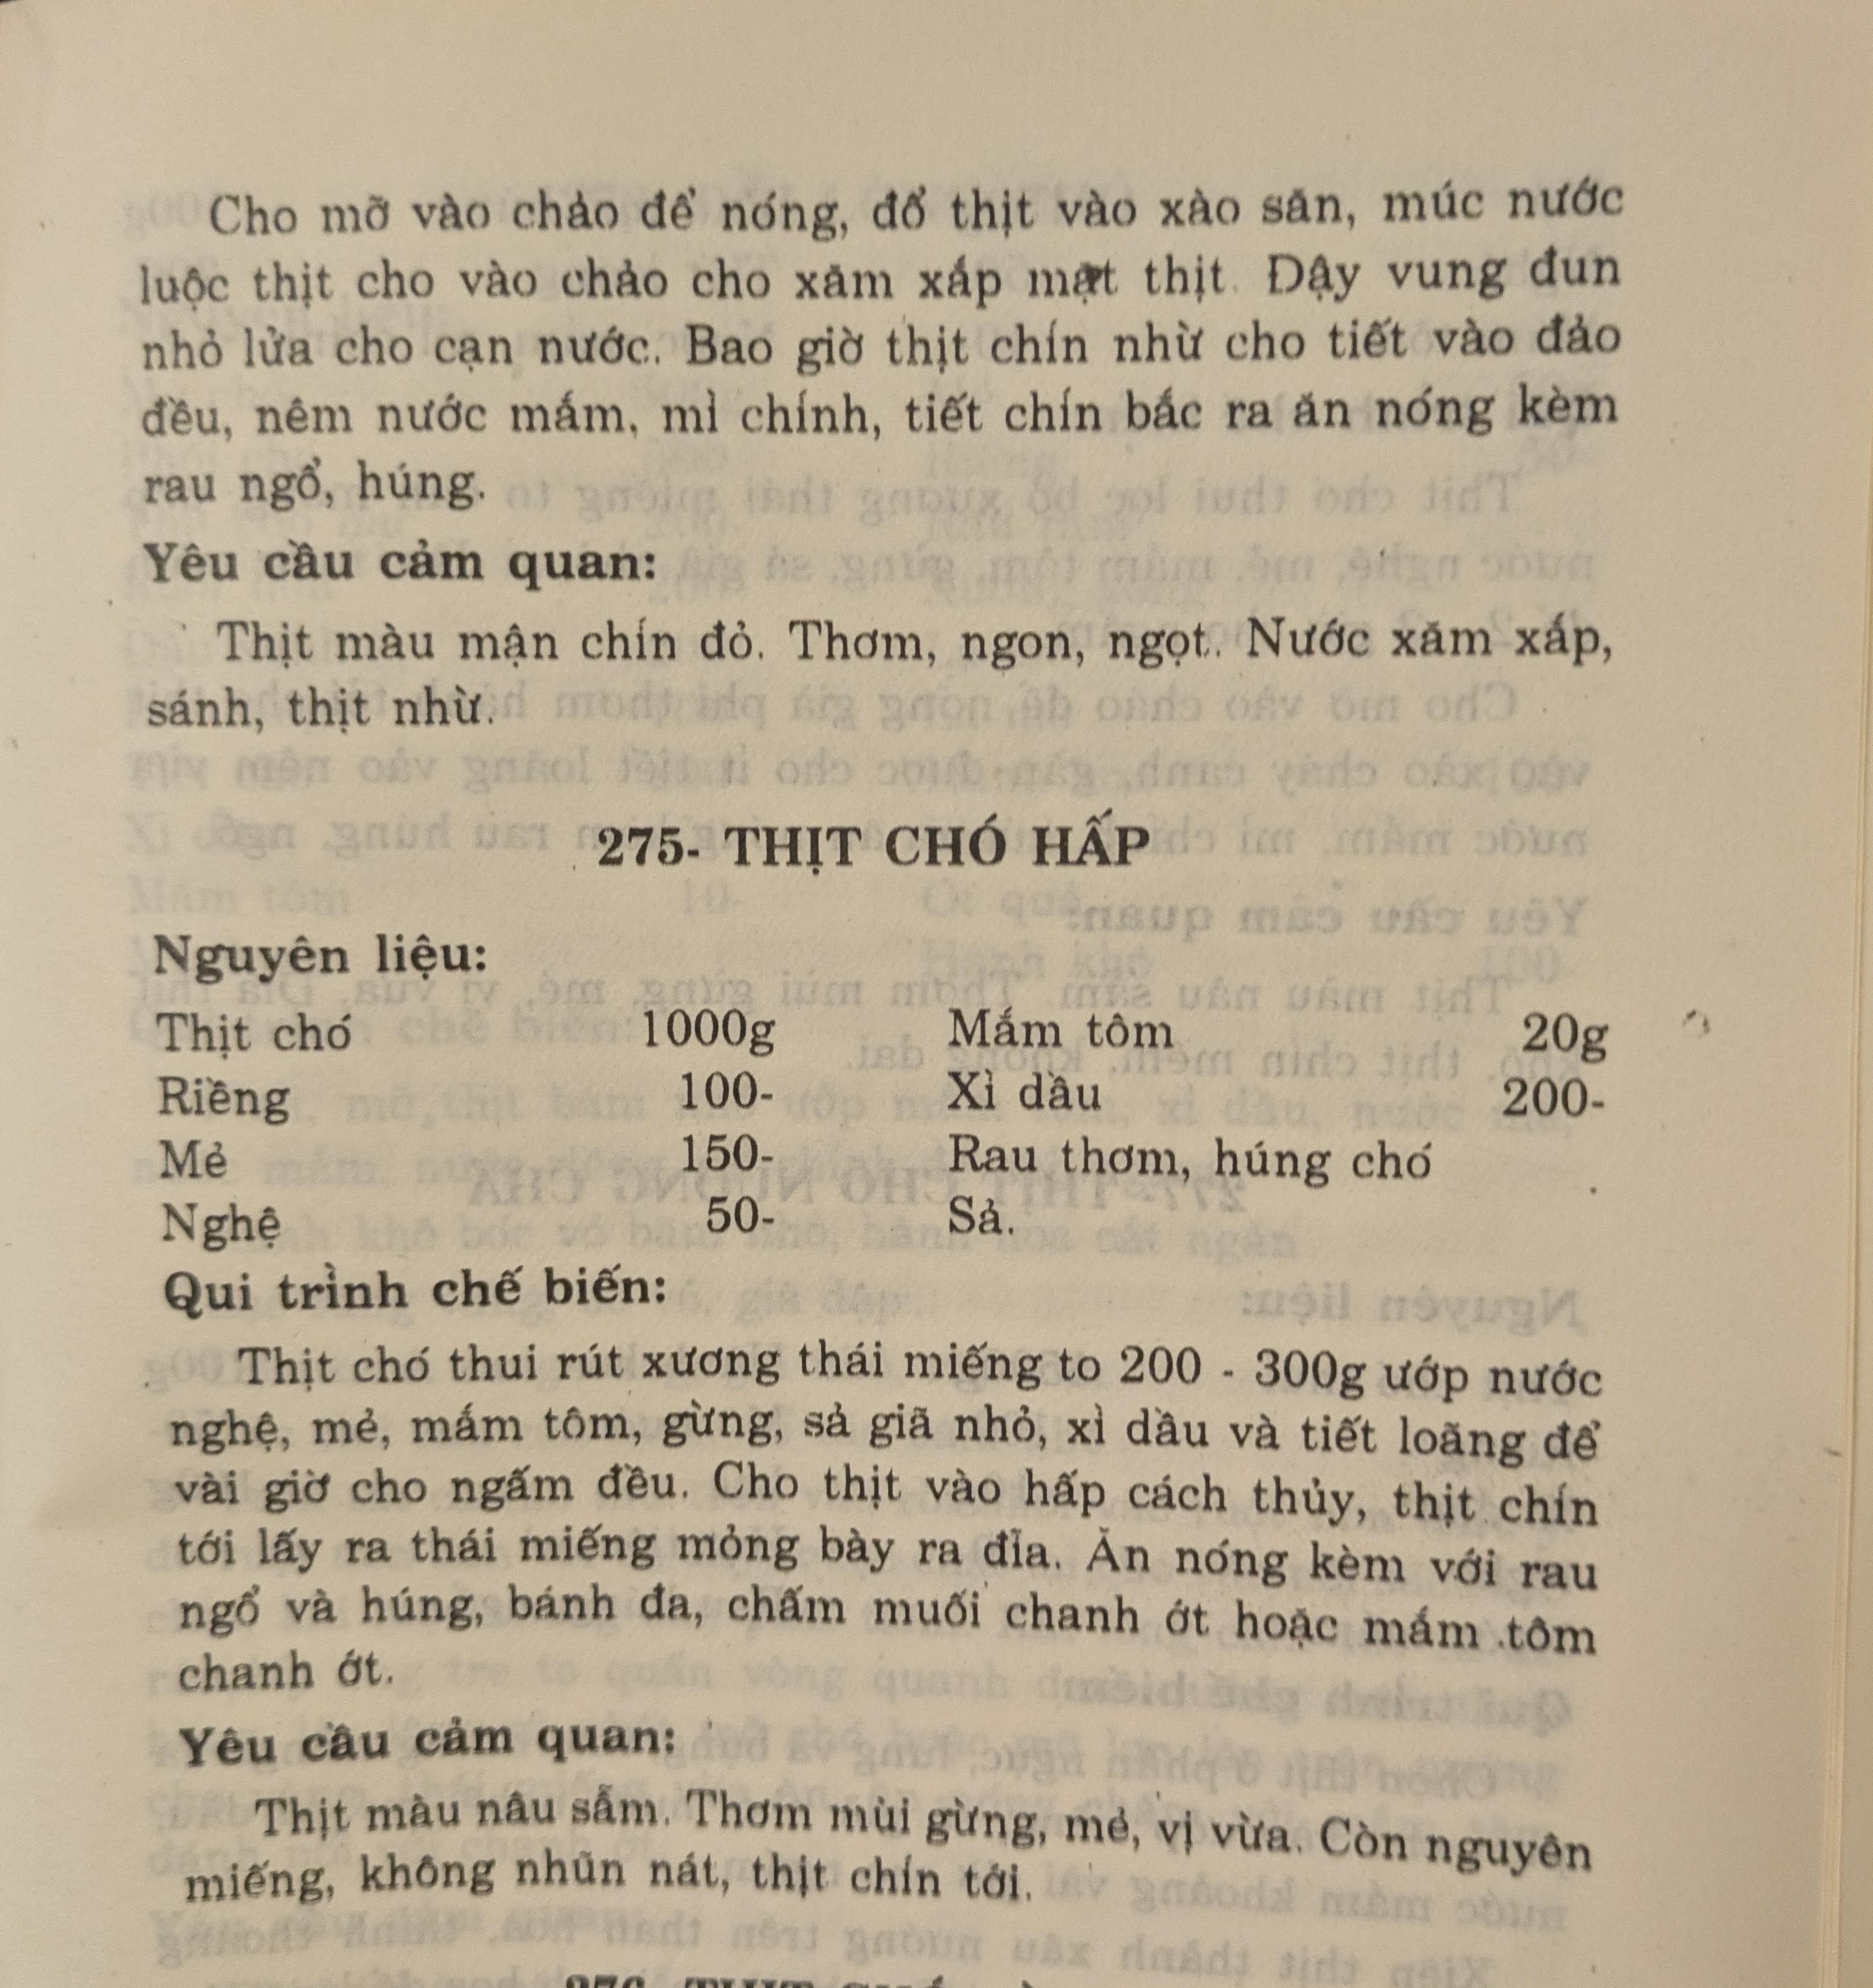 Cho mỡ vào chảo để nóng, đổ thịt vào xào săn, múc nước
luộc thịt cho vào chảo cho xăm xắp mặt thịt. Đậy vung đun
nhỏ lửa cho cạn nước. Bao giờ thịt chín nhừ cho tiết vào đảo
đều, nêm nước mắm, mì chính, tiết chín bắc ra ăn nóng kèm
rau ngổ, húng.
Yêu cầu cảm quan:
Thịt màu mận chín đỏ. Thơm, ngon, ngọt. Nước xăm xắp,
sánh, thịt nhừ.
275- THỊT CHÓ HẤP
Nguyên liệu:
Thịt chó 1000g Mắm tôm 20g
Riềng 100- Xì dầu 200-
Mẻ 150- Rau thơm, húng chó
Nghệ 50- Sả.
Qui trình chế biến:
Thịt chó thui rút xương thái miếng to 200 - 300g ướp nước
nghệ, mẻ, mắm tôm, gừng, sả giã nhỏ, xì dầu và tiết loãng để
vài giờ cho ngấm đều. Cho thịt vào hấp cách thủy, thịt chín
tới lấy ra thái miếng mỏng bày ra đĩa. Ăn nóng kèm với rau
ngổ và húng, bánh đa, chấm muối chanh ớt hoặc mắm tôm
chanh ớt.
Yêu cầu cảm quan:
Thịt màu nâu sẫm. Thơm mùi gừng, mẻ, vị vừa. Còn nguyên
miếng, không nhũn nát, thịt chín tới.